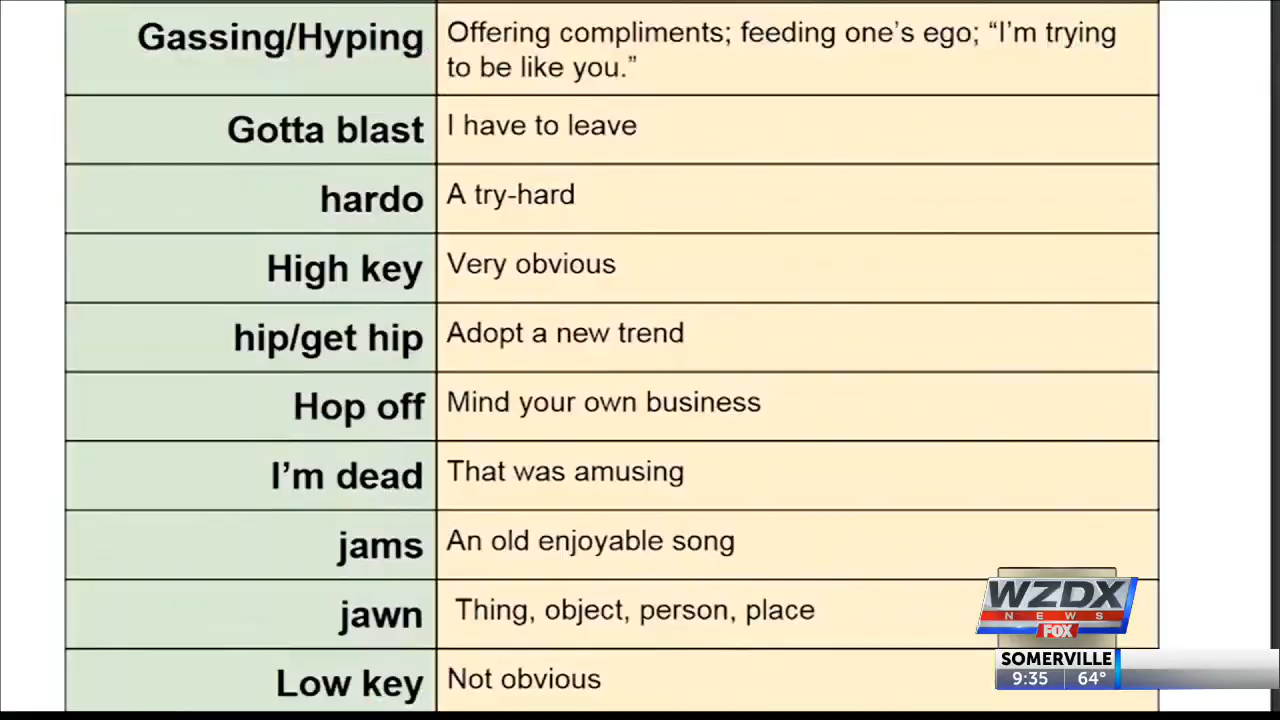 Gassing/Hyping
Offering compliments; feeding one’s ego; “I’m trying
to be like you.”
Gotta blast
I have to leave
hardo
A try-hard
High key
Very obvious
hip/get hip
Adopt a new trend
Hop off
Mind your own business
I’m dead
That was amusing
jams
An old enjoyable song
jawn
Thing, object, person, place
Low key
Not obvious
WZDX
NEWS
FOX
SOMERVILLE
9:35 64°